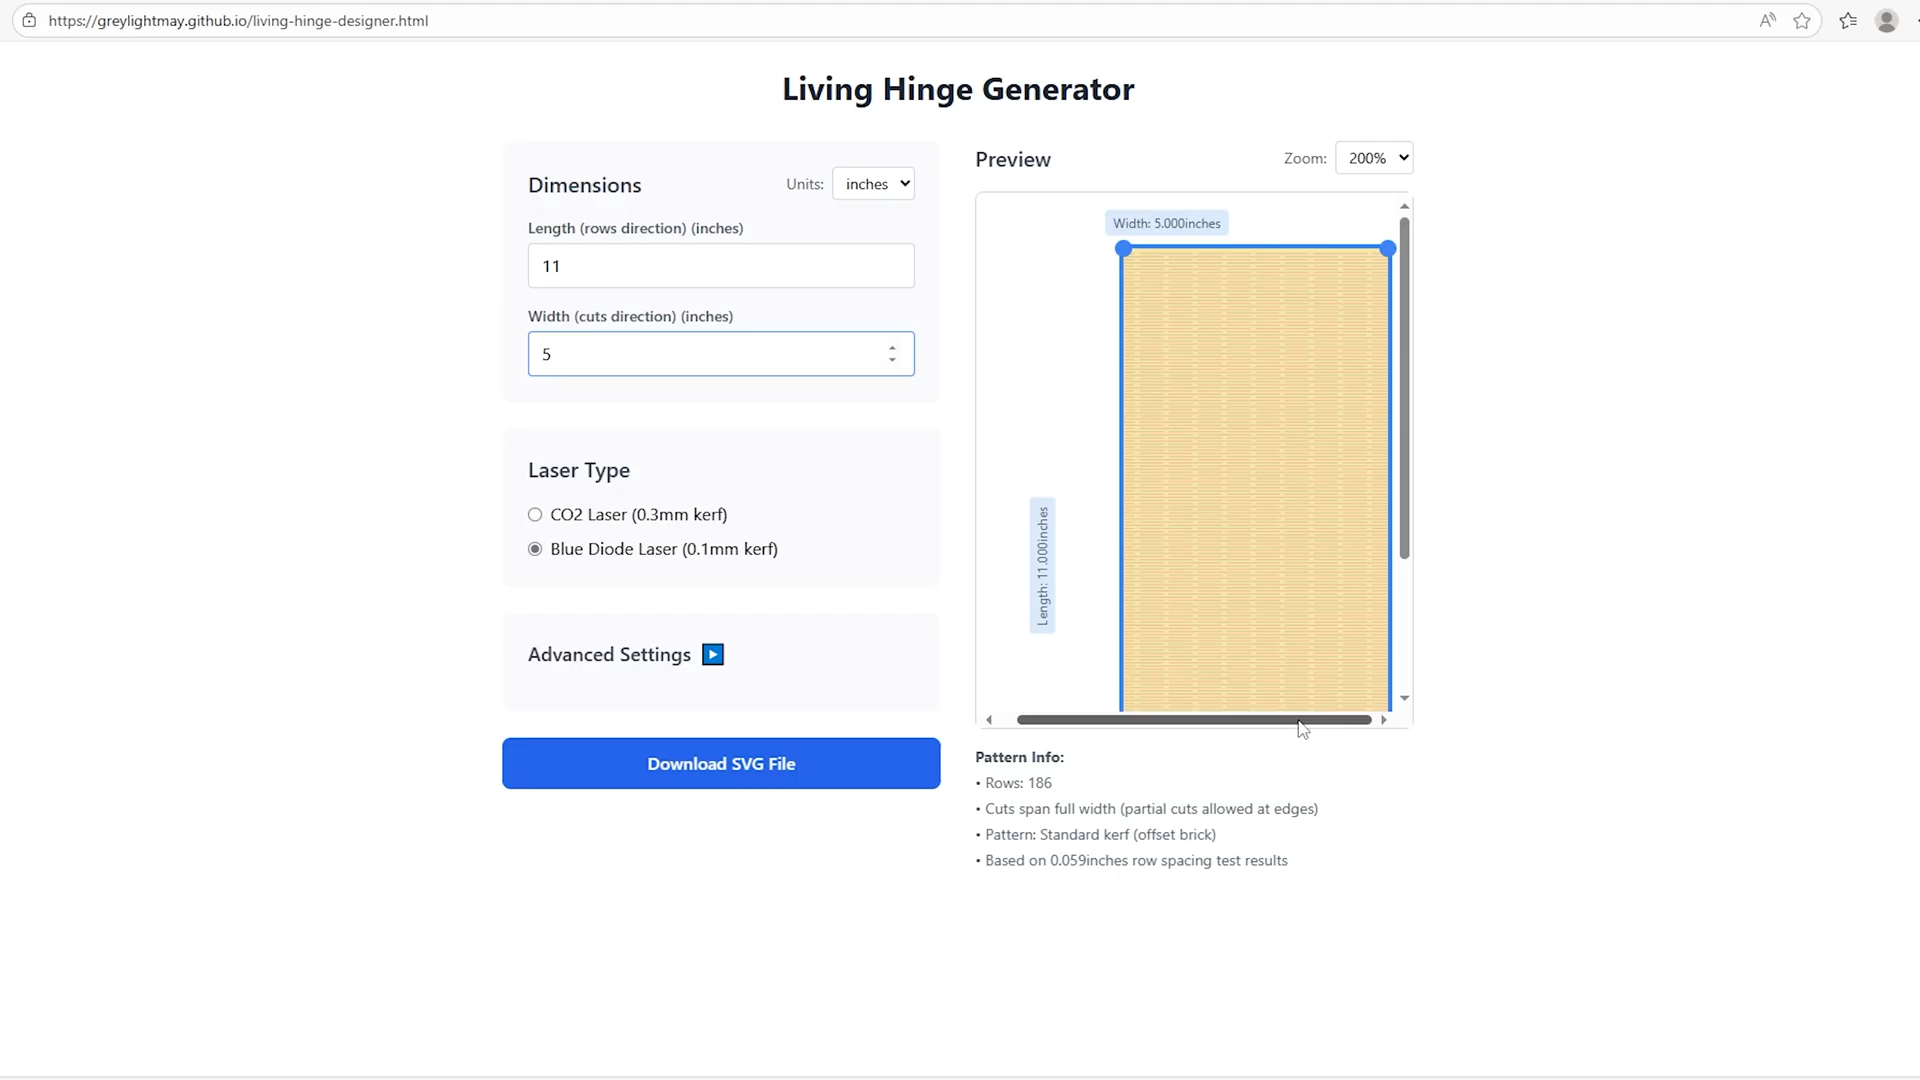 https://greylightmay.github.io/living-hinge-designer.html
Living Hinge Generator
Dimensions
Units:
inches
Length (rows direction) (inches)
11
Width (cuts direction) (inches)
5
Laser Type
CO2 Laser (0.3mm kerf)
Blue Diode Laser (0.1mm kerf)
Advanced Settings
Download SVG File
Preview
Zoom:
200%
Width: 5.000inches
Length: 11.000inches
Pattern Info:
• Rows: 186
• Cuts span full width (partial cuts allowed at edges)
• Pattern: Standard kerf (offset brick)
• Based on 0.059inches row spacing test results